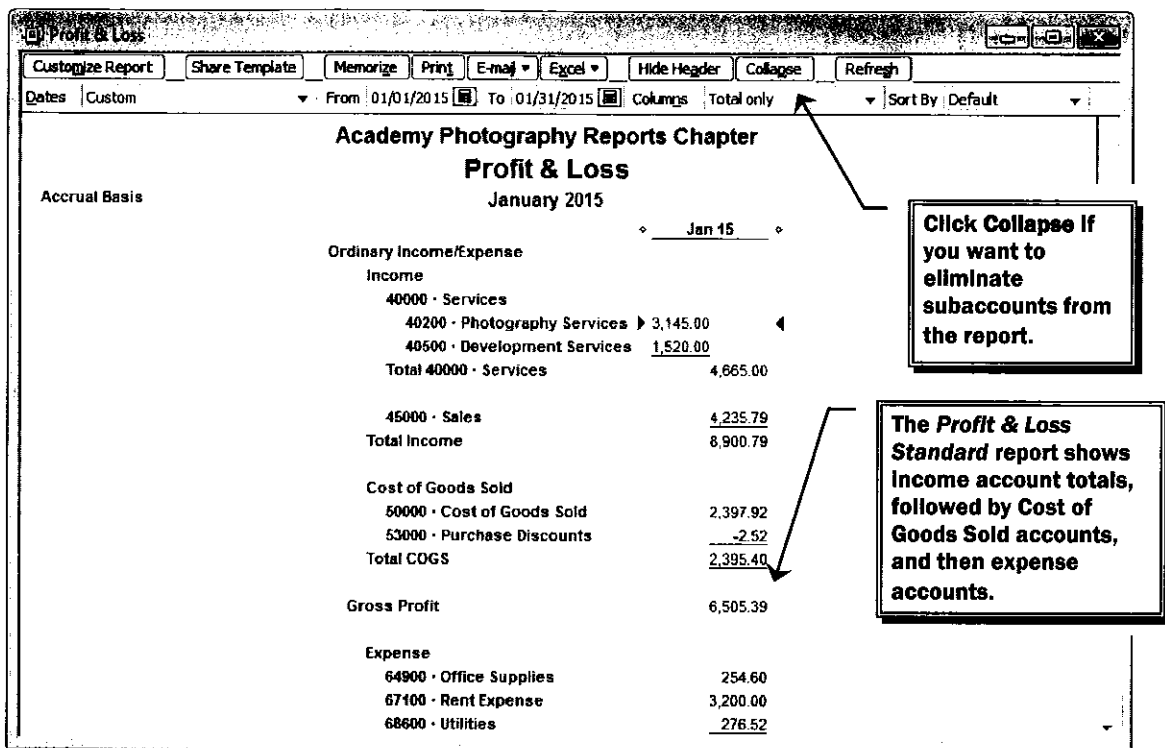 Profit & Loss
Customize Report Share Template Memorize Print E-mail Excel Hide Header Collapse Refresh
Dates Custom From 01/01/2015 To 01/31/2015 Columns Total only Sort By Default
Academy Photography Reports Chapter
Profit & Loss
Accrual Basis
January 2015
Jan 15
Ordinary Income/Expense
Income
40000 · Services
40200 · Photography Services 3,145.00
40500 · Development Services 1,520.00
Total 40000 · Services 4,665.00
45000 · Sales 4,235.79
Total Income 8,900.79
Cost of Goods Sold
50000 · Cost of Goods Sold 2,397.92
53000 · Purchase Discounts -2.52
Total COGS 2,395.40
Gross Profit 6,505.39
Expense
64900 · Office Supplies 254.60
67100 · Rent Expense 3,200.00
68600 · Utilities 276.52
Click Collapse if
you want to
eliminate
subaccounts from
the report.
The Profit & Loss
Standard report shows
income account totals,
followed by Cost of
Goods Sold accounts,
and then expense
accounts.